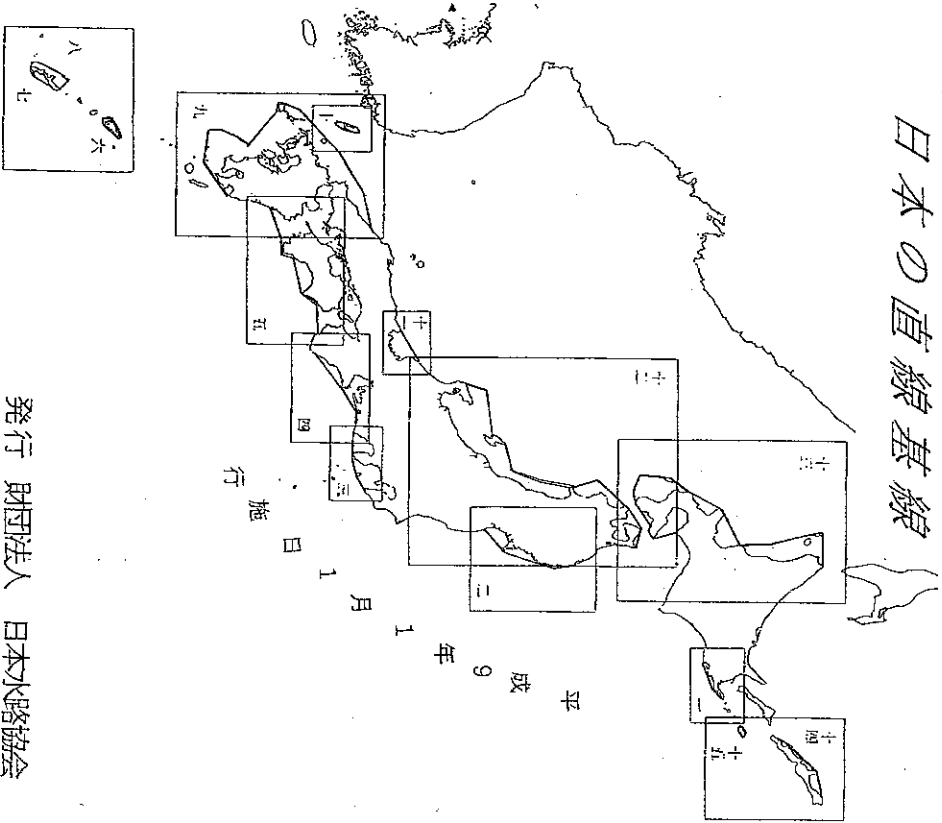 日本の直線基線
十四
十五
一
十三
二
十二
十一
三
四
五
十
九
六
七
八
平成9年1月1日施行
発行 財団法人 日本水路協会